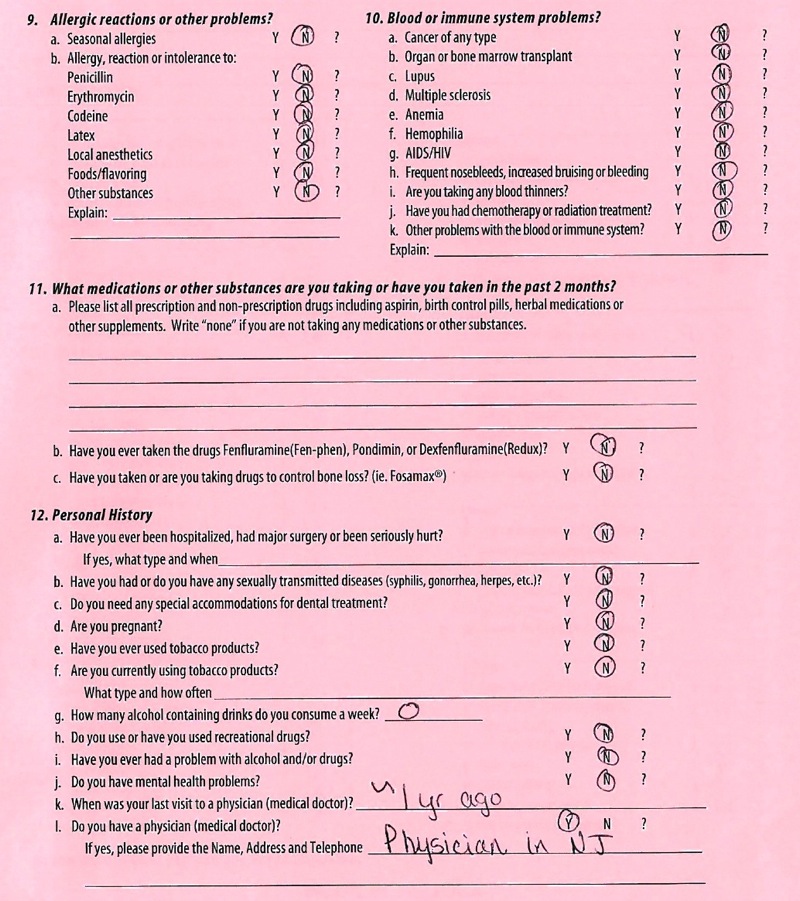 9. Allergic reactions or other problems?
a. Seasonal allergies Y N ?
b. Allergy, reaction or intolerance to:
Penicillin Y N ?
Erythromycin Y N ?
Codeine Y N ?
Latex Y N ?
Local anesthetics Y N ?
Foods/flavoring Y N ?
Other substances Y N ?
Explain:
10. Blood or immune system problems?
a. Cancer of any type Y N ?
b. Organ or bone marrow transplant Y N ?
c. Lupus Y N ?
d. Multiple sclerosis Y N ?
e. Anemia Y N ?
f. Hemophilia Y N ?
g. AIDS/HIV Y N ?
h. Frequent nosebleeds, increased bruising or bleeding Y N ?
i. Are you taking any blood thinners? Y N ?
j. Have you had chemotherapy or radiation treatment? Y N ?
k. Other problems with the blood or immune system? Y N ?
Explain:
11. What medications or other substances are you taking or have you taken in the past 2 months?
a. Please list all prescription and non-prescription drugs including aspirin, birth control pills, herbal medications or
other supplements. Write “none” if you are not taking any medications or other substances.
b. Have you ever taken the drugs Fenfluramine(Fen-phen), Pondimin, or Dexfenfluramine(Redux)? Y N ?
c. Have you taken or are you taking drugs to control bone loss? (ie. Fosamax®) Y N ?
12. Personal History
a. Have you ever been hospitalized, had major surgery or been seriously hurt? Y N ?
If yes, what type and when
b. Have you had or do you have any sexually transmitted diseases (syphilis, gonorrhea, herpes, etc.)? Y N ?
c. Do you need any special accommodations for dental treatment? Y N ?
d. Are you pregnant? Y N ?
e. Have you ever used tobacco products? Y N ?
f. Are you currently using tobacco products? Y N ?
What type and how often
g. How many alcohol containing drinks do you consume a week? 0
h. Do you use or have you used recreational drugs? Y N ?
i. Have you ever had a problem with alcohol and/or drugs? Y N ?
j. Do you have mental health problems? Y N ?
k. When was your last visit to a physician (medical doctor)? ~1 yr ago
l. Do you have a physician (medical doctor)? Y N ?
If yes, please provide the Name, Address and Telephone Physician in NJ